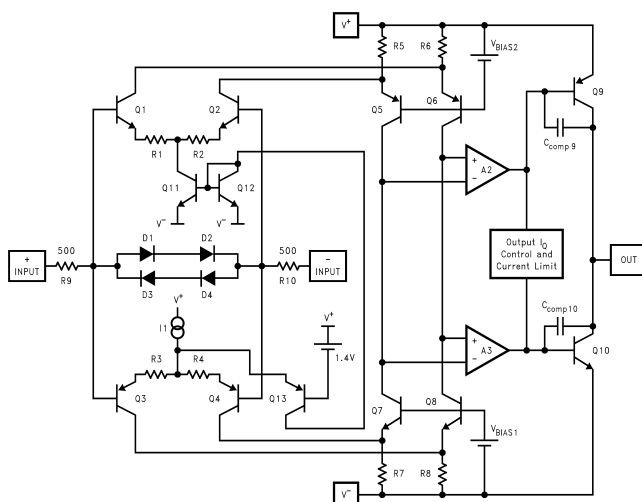 V+
R5
R6
VBIAS2
Q1
Q2
Q5
Q6
Q9
R1
R2
Ccomp9
+
A2
−
Q11
Q12
V−
V−
D1
D2
Output IQ
Control and
Current Limit
+
INPUT
500
R9
500
R10
−
INPUT
OUT
D3
D4
V+
I1
V+
Ccomp10
1.4V
+
A3
−
R3
R4
Q3
Q4
Q13
Q10
Q7
Q8
VBIAS1
R7
R8
V−